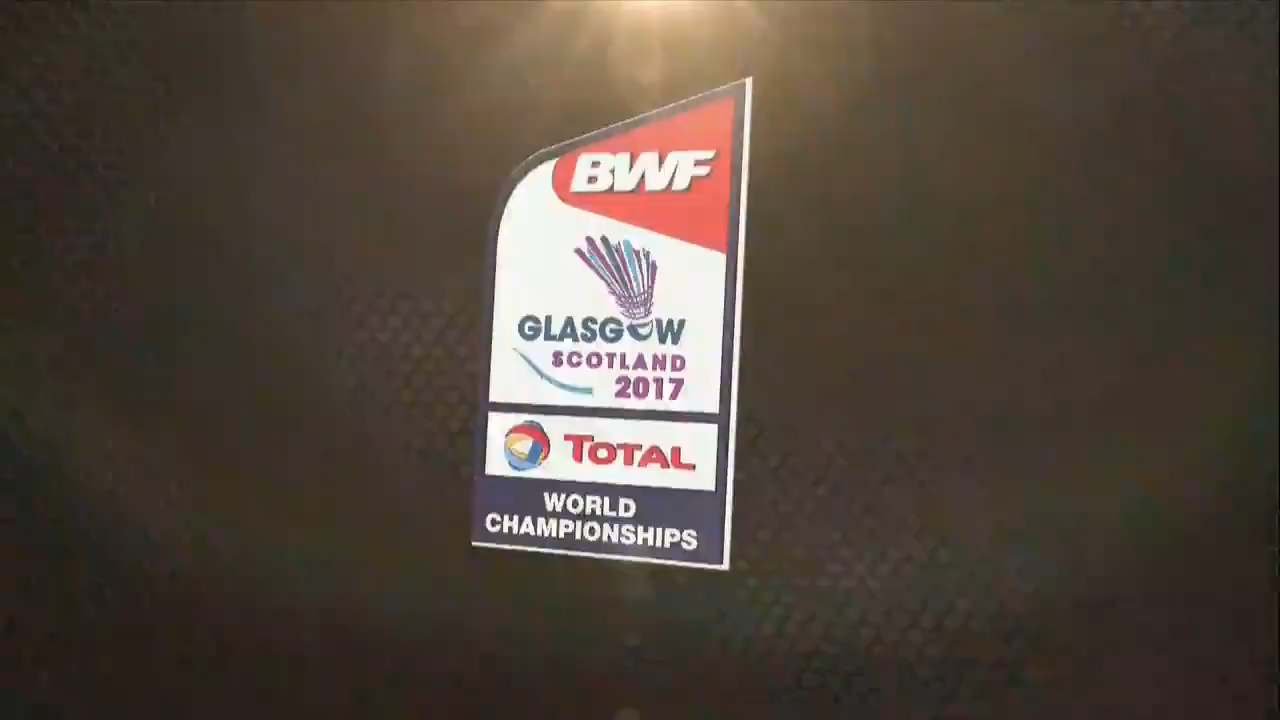 BWF
GLASGOW
SCOTLAND
2017
TOTAL
WORLD
CHAMPIONSHIPS